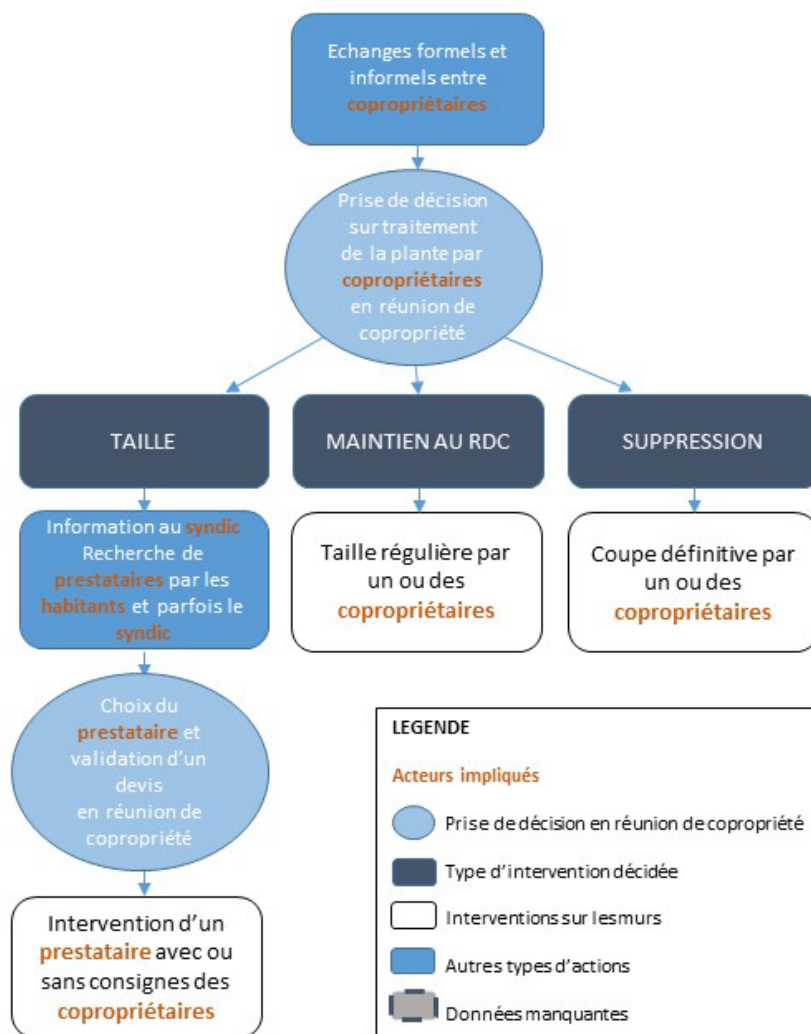 Echanges formels et
informels entre
copropriétaires
Prise de décision
sur traitement
de la plante par
copropriétaires
en réunion de
copropriété
TAILLE
MAINTIEN AU RDC
SUPPRESSION
Information au syndic
Recherche de
prestataires par les
habitants et parfois le
syndic
Taille régulière par
un ou des
copropriétaires
Coupe définitive par
un ou des
copropriétaires
Choix du
prestataire et
validation d'un
devis
en réunion de
copropriété
Intervention d'un
prestataire avec ou
sans consignes des
copropriétaires
LEGENDE
Acteurs impliqués
Prise de décision en réunion de copropriété
Type d'intervention décidée
Interventions sur lesmurs
Autres types d'actions
Données manquantes